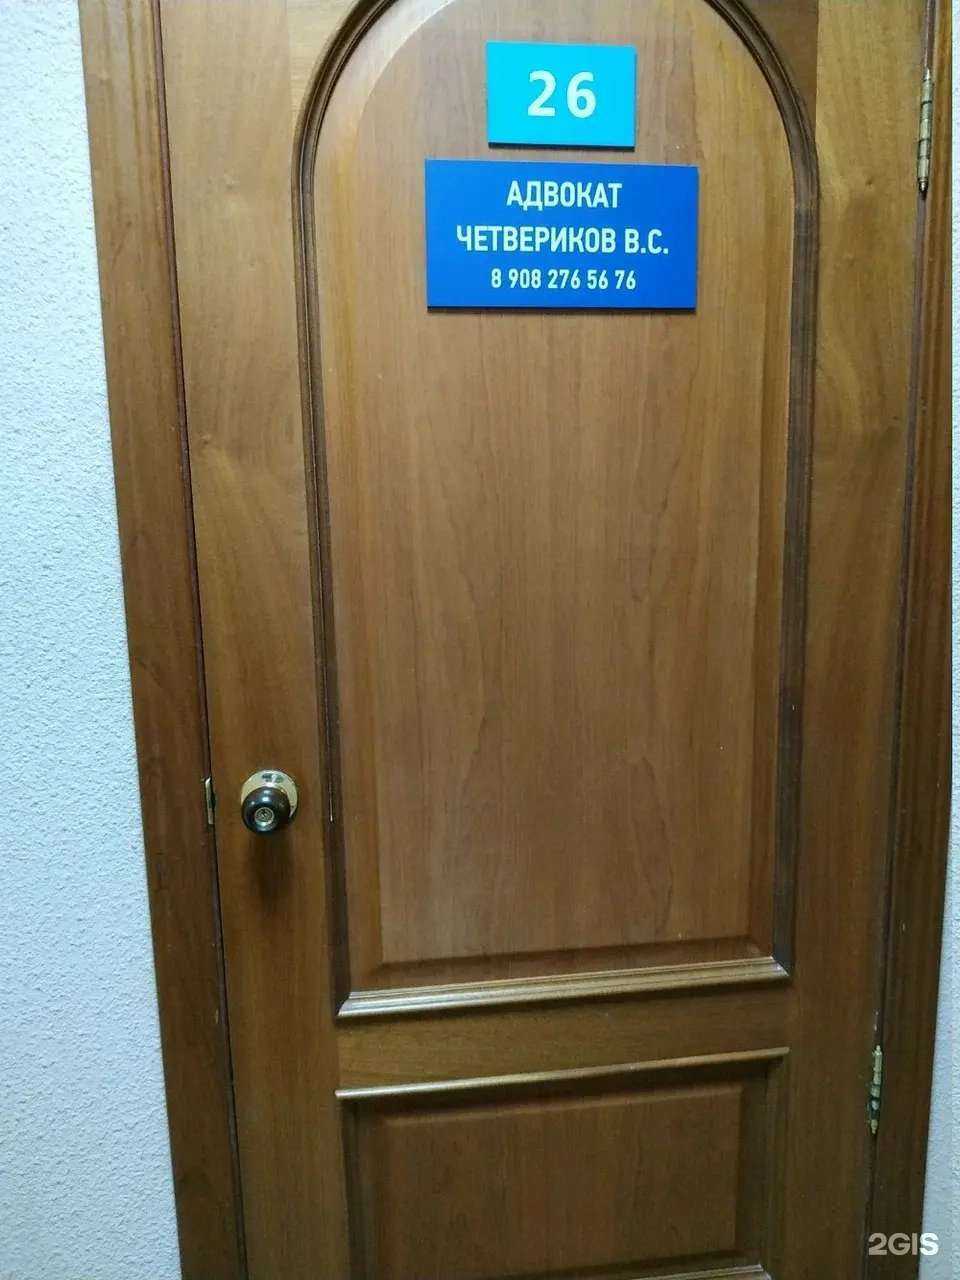 26
АДВОКАТ
ЧЕТВЕРИКОВ В.С.
8 908 276 56 76
2GIS